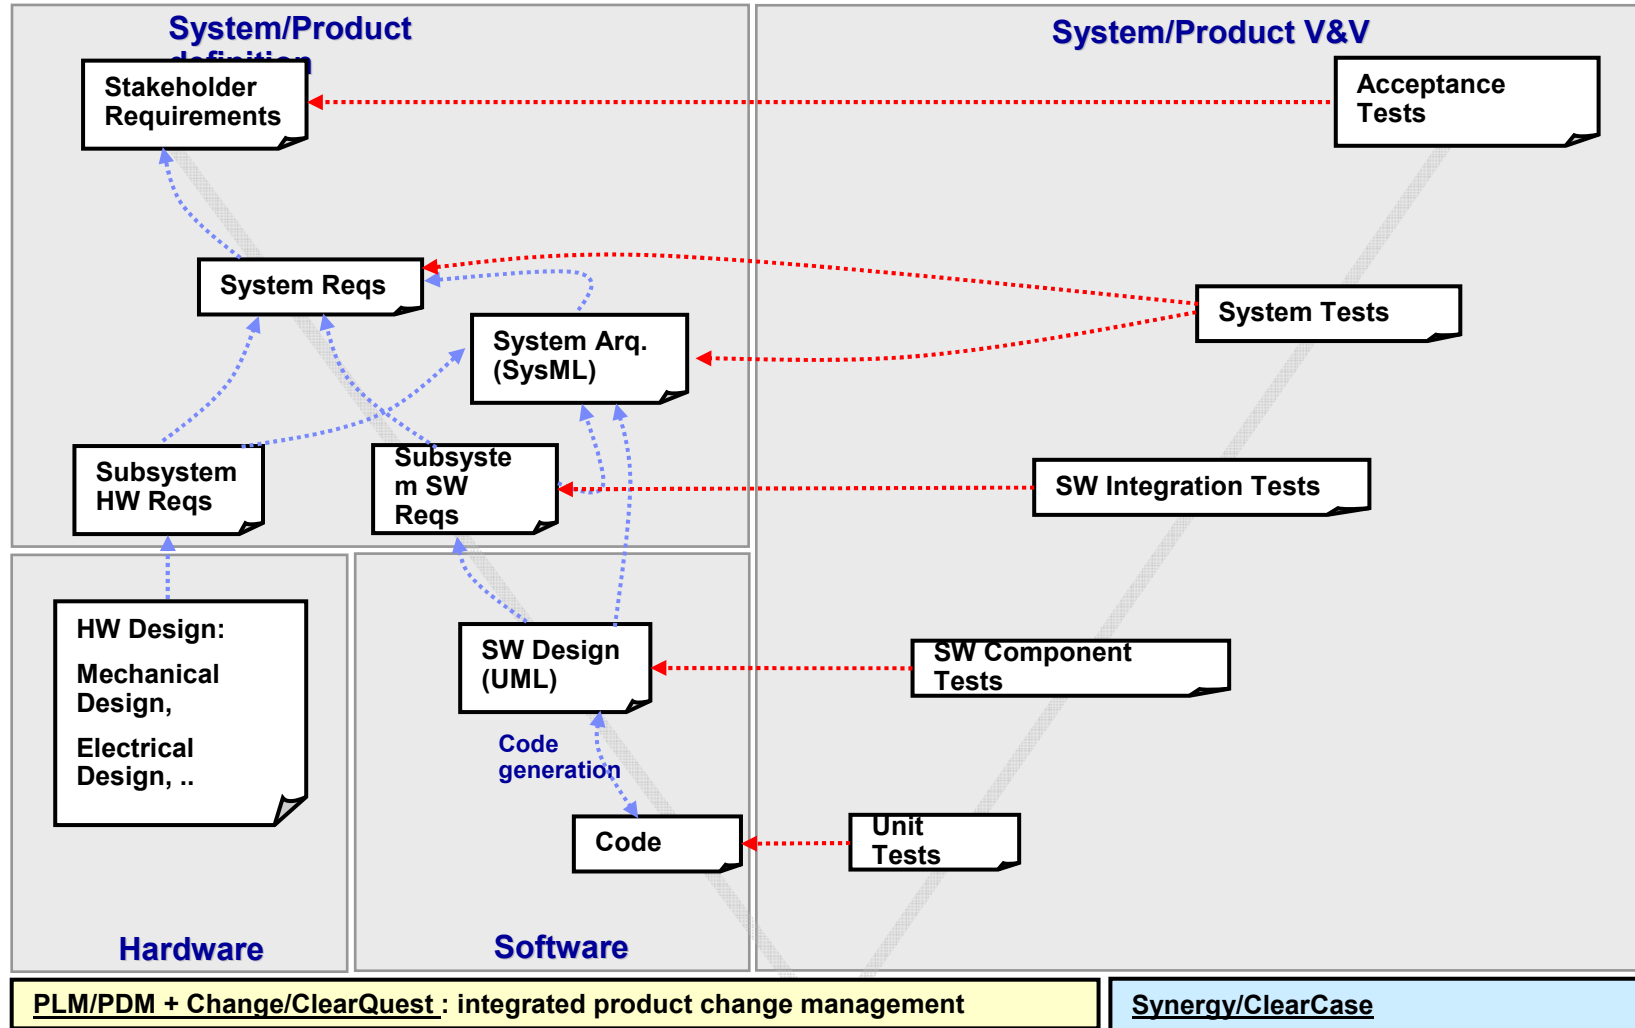 System/Product
definition
System/Product V&V
Stakeholder
Requirements
Acceptance
Tests
System Reqs
System Tests
System Arq.
(SysML)
Subsystem
HW Reqs
Subsyste
m SW
Reqs
SW Integration Tests
HW Design:
Mechanical
Design,
Electrical
Design, ..
SW Design
(UML)
SW Component
Tests
Code
generation
Code
Unit
Tests
Hardware
Software
PLM/PDM + Change/ClearQuest : integrated product change management
Synergy/ClearCase